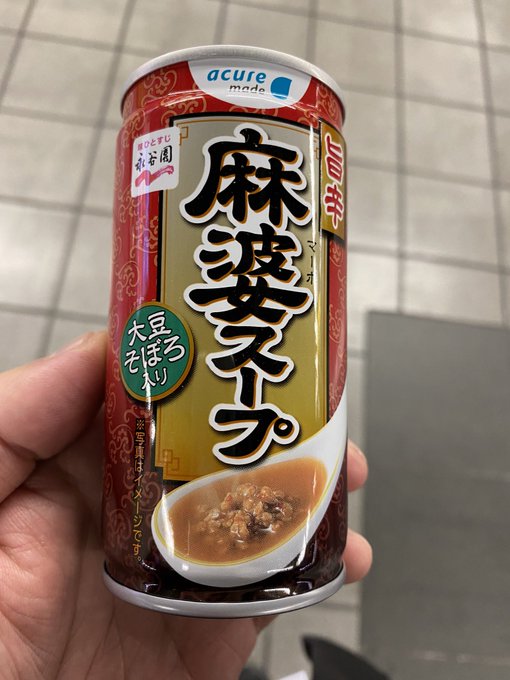 acure
made
味ひとすじ
永谷園
旨辛
麻婆スープ
マーボー
大豆
そぼろ
入り
※写真はイメージです。